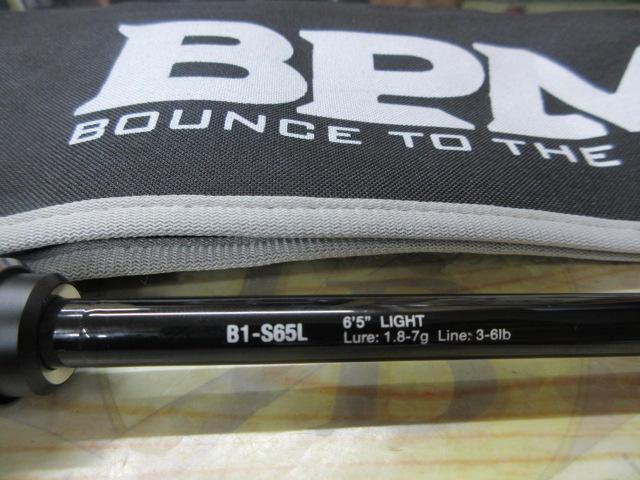 BPM
BOUNCE TO THE
B1-S65L
6'5" LIGHT
Lure: 1.8-7g Line: 3-6lb